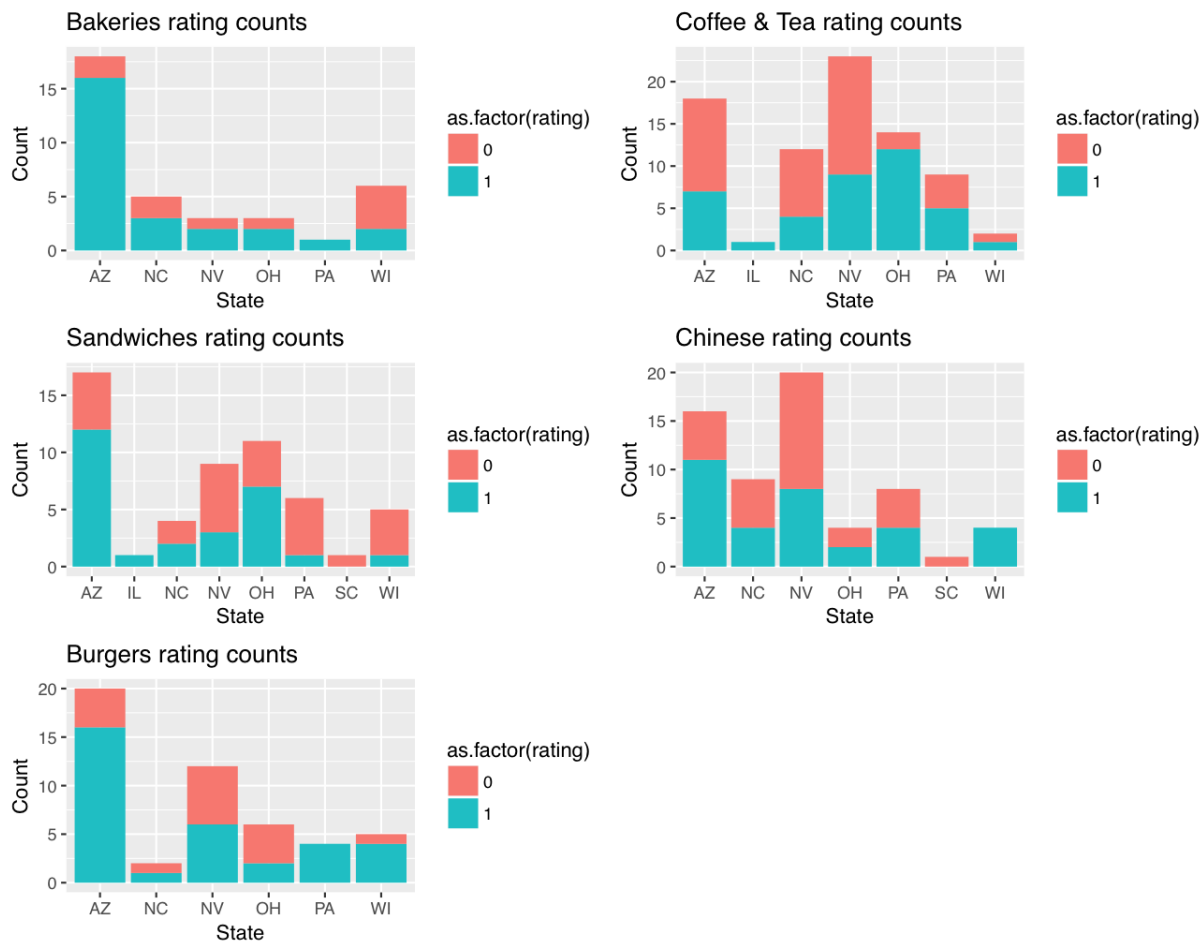 Bakeries rating counts
Count
15
10
5
0
AZ NC NV OH PA WI
State
as.factor(rating)
0
1
Coffee & Tea rating counts
Count
20
15
10
5
0
AZ IL NC NV OH PA WI
State
as.factor(rating)
0
1
Sandwiches rating counts
Count
15
10
5
0
AZ IL NC NV OH PA SC WI
State
as.factor(rating)
0
1
Chinese rating counts
Count
20
15
10
5
0
AZ NC NV OH PA SC WI
State
as.factor(rating)
0
1
Burgers rating counts
Count
20
15
10
5
0
AZ NC NV OH PA WI
State
as.factor(rating)
0
1